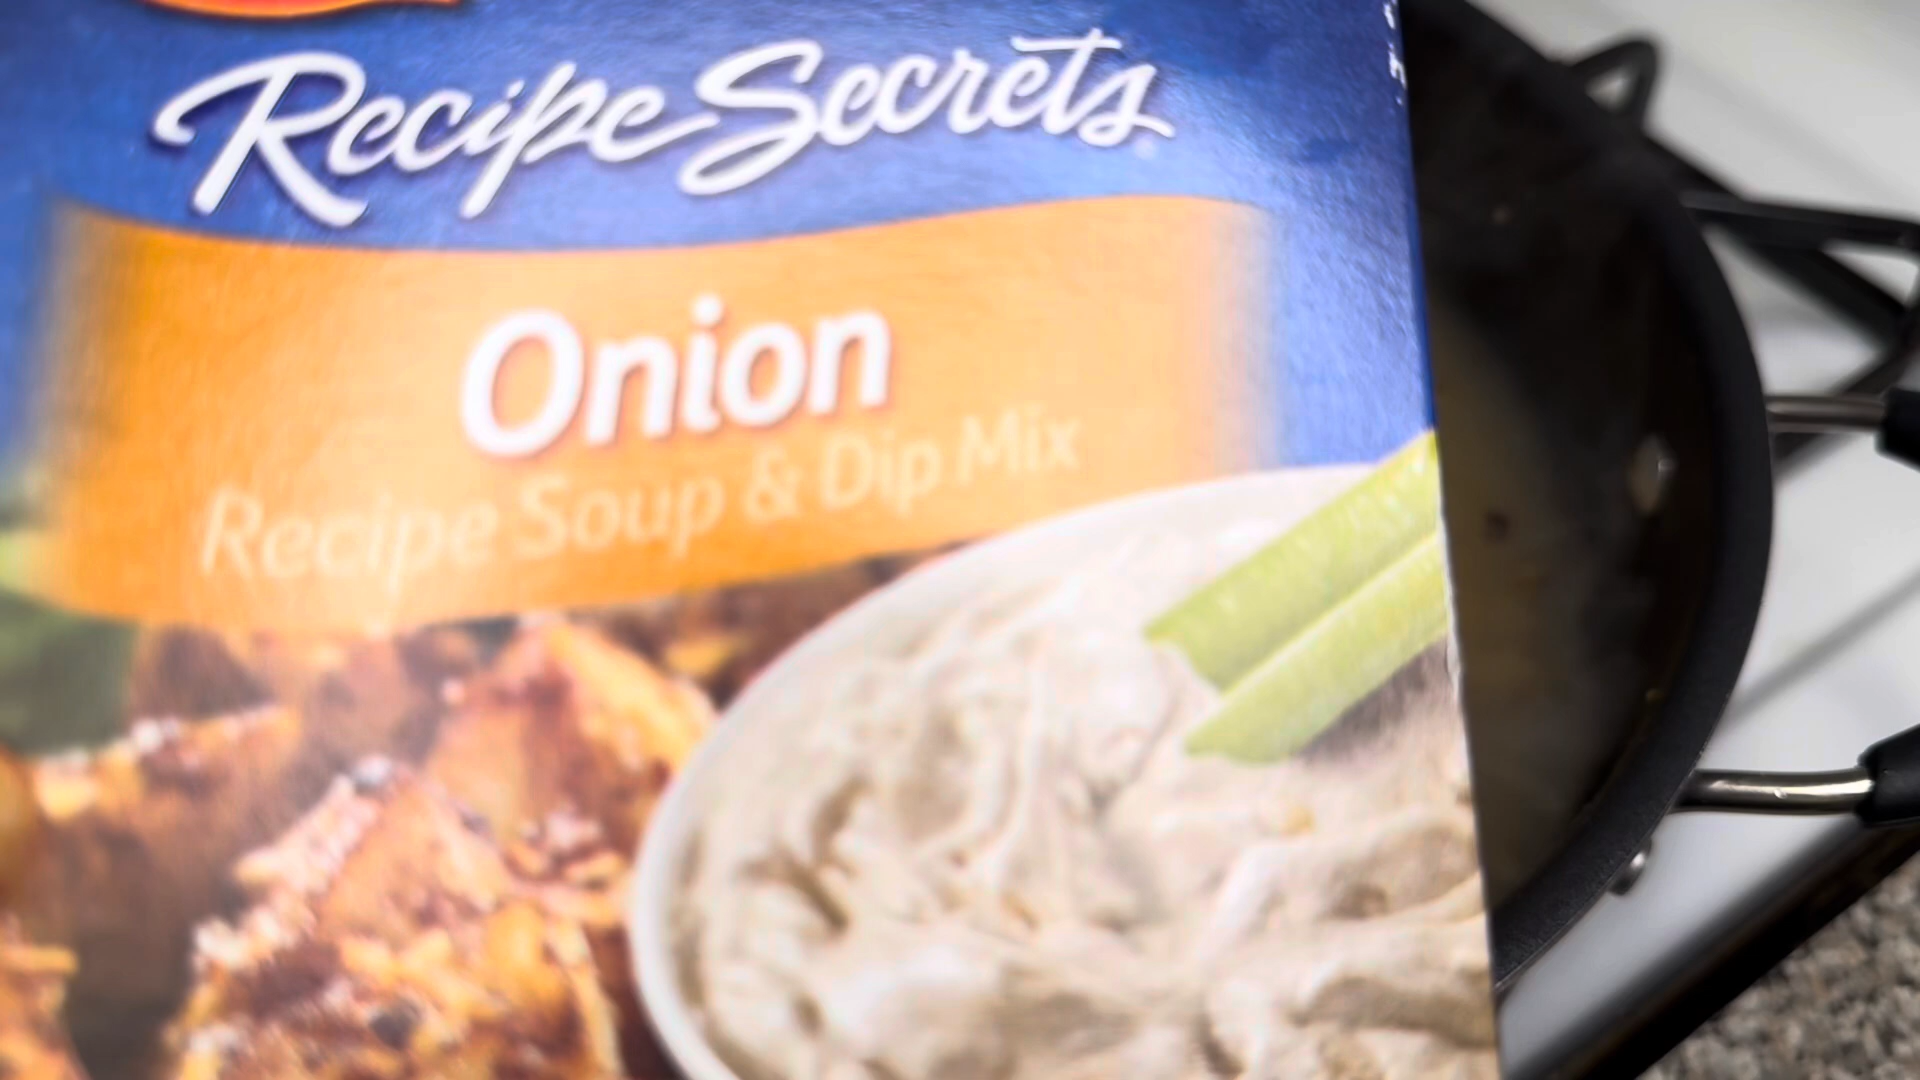 Recipe Secrets
Onion
Recipe Soup & Dip Mix